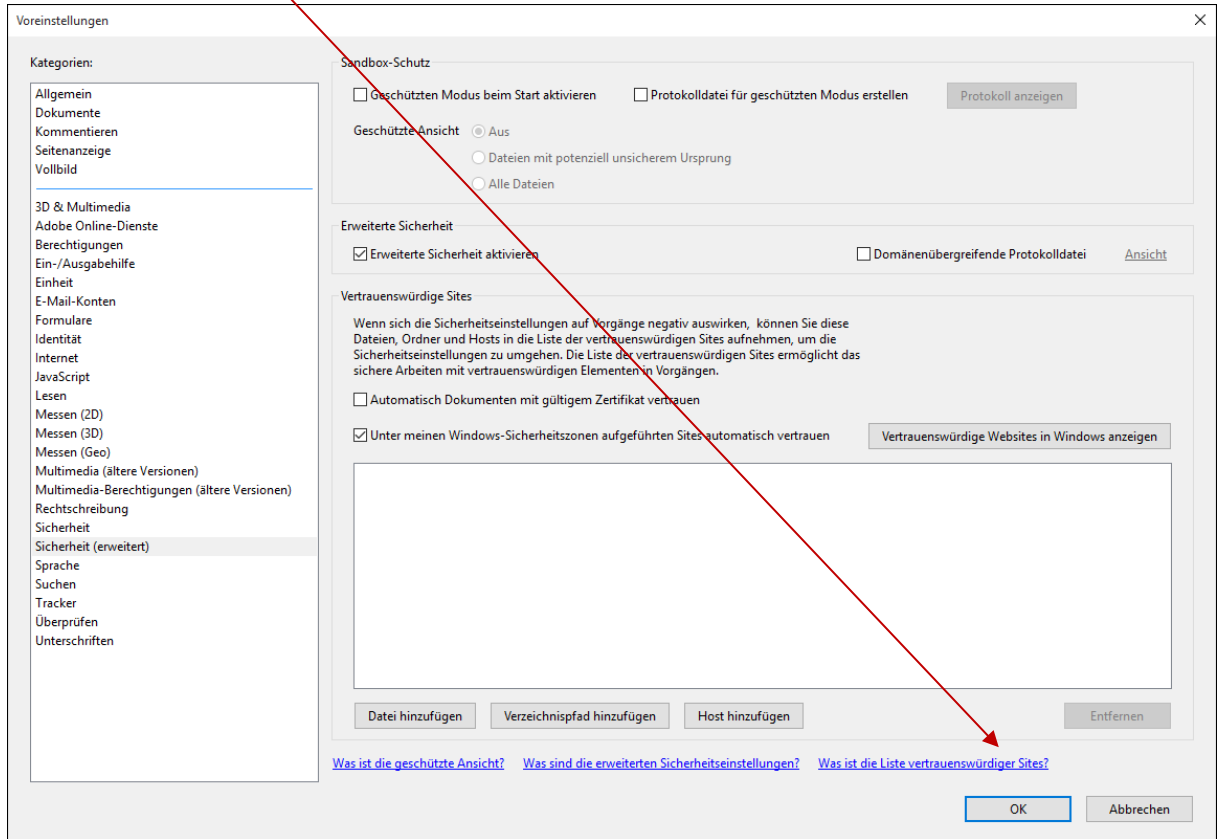 Voreinstellungen
Kategorien:
Allgemein
Dokumente
Kommentieren
Seitenanzeige
Vollbild
3D & Multimedia
Adobe Online-Dienste
Berechtigungen
Ein-/Ausgabehilfe
Einheit
E-Mail-Konten
Formulare
Identität
Internet
JavaScript
Lesen
Messen (2D)
Messen (3D)
Messen (Geo)
Multimedia (ältere Versionen)
Multimedia-Berechtigungen (ältere Versionen)
Rechtschreibung
Sicherheit
Sicherheit (erweitert)
Sprache
Suchen
Tracker
Überprüfen
Unterschriften
Sandbox-Schutz
Geschützten Modus beim Start aktivieren Protokolldatei für geschützten Modus erstellen Protokoll anzeigen
Geschützte Ansicht Aus
Dateien mit potenziell unsicherem Ursprung
Alle Dateien
Erweiterte Sicherheit
Erweiterte Sicherheit aktivieren Domänenübergreifende Protokolldatei Ansicht
Vertrauenswürdige Sites
Wenn sich die Sicherheitseinstellungen auf Vorgänge negativ auswirken, können Sie diese
Dateien, Ordner und Hosts in die Liste der vertrauenswürdigen Sites aufnehmen, um die
Sicherheitseinstellungen zu umgehen. Die Liste der vertrauenswürdigen Sites ermöglicht das
sichere Arbeiten mit vertrauenswürdigen Elementen in Vorgängen.
Automatisch Dokumenten mit gültigem Zertifikat vertrauen
Unter meinen Windows-Sicherheitszonen aufgeführten Sites automatisch vertrauen Vertrauenswürdige Websites in Windows anzeigen
Datei hinzufügen Verzeichnispfad hinzufügen Host hinzufügen Entfernen
Was ist die geschützte Ansicht? Was sind die erweiterten Sicherheitseinstellungen? Was ist die Liste vertrauenswürdiger Sites?
OK Abbrechen